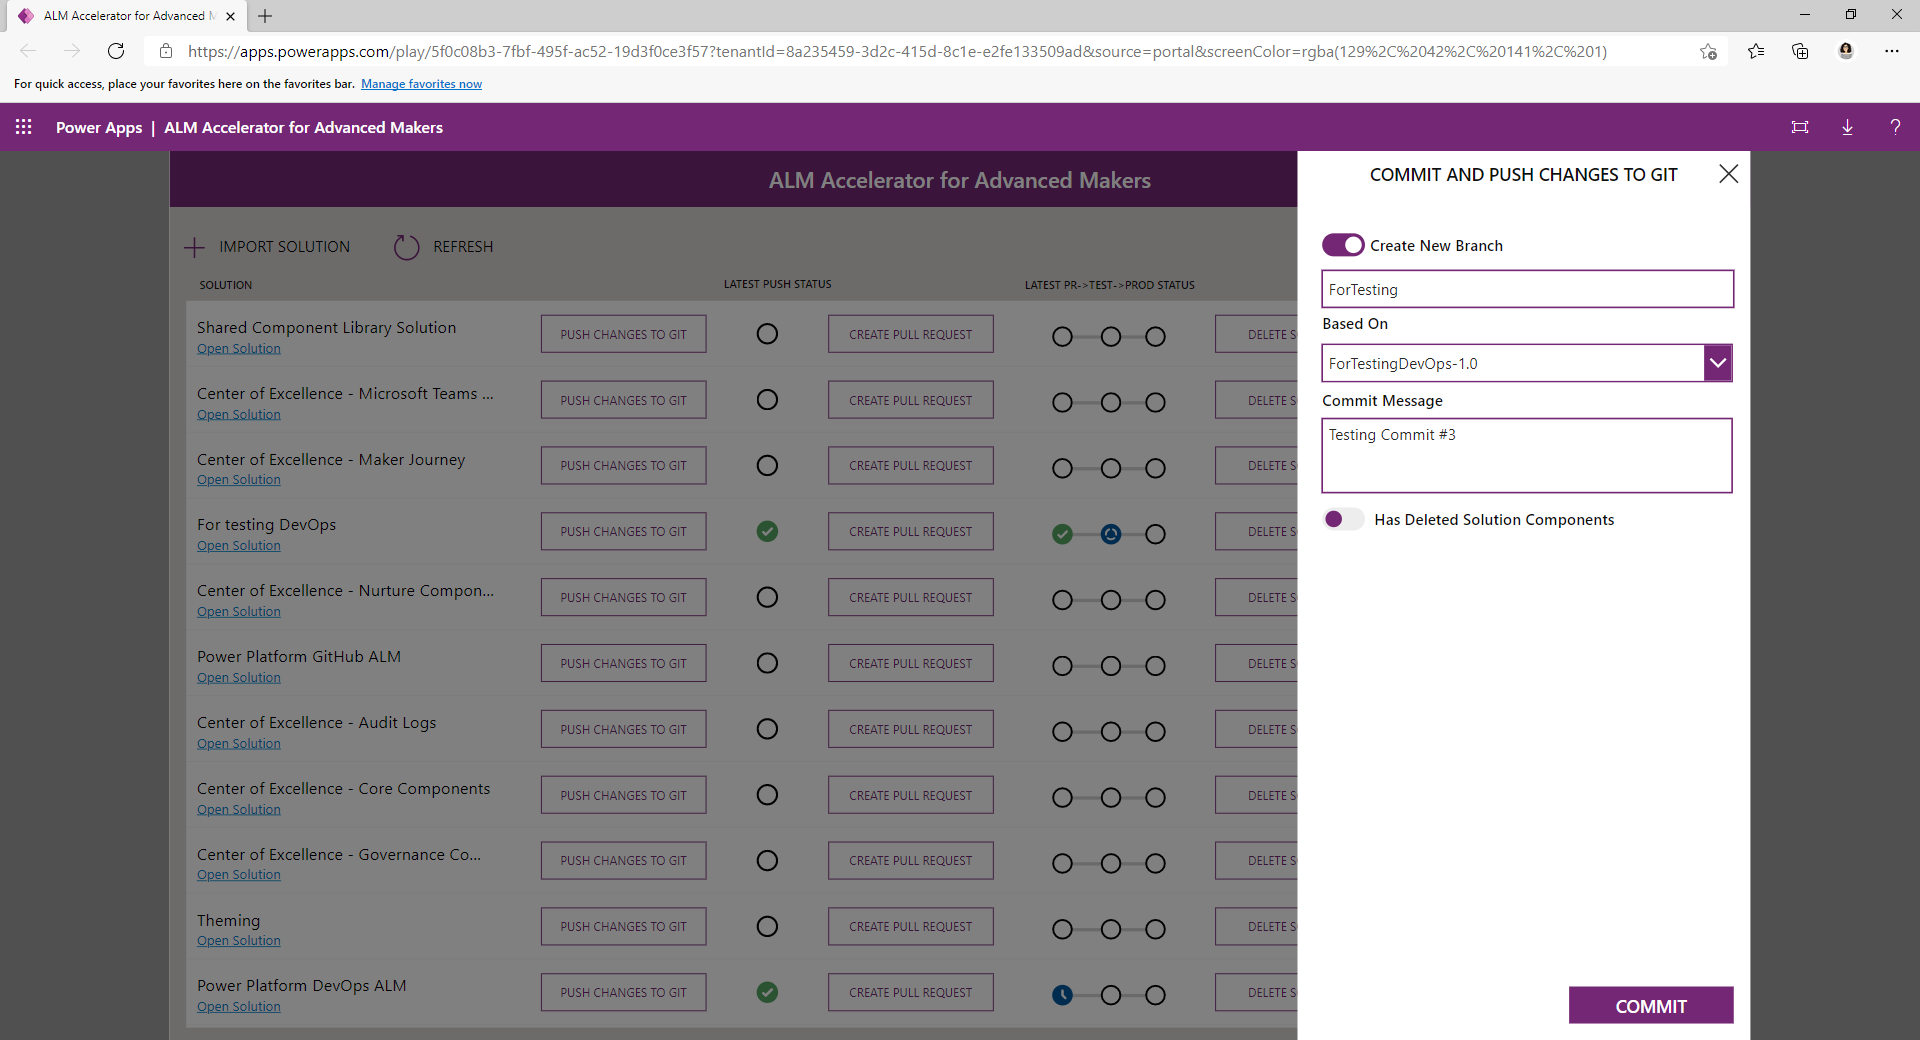 ALM Accelerator for Advanced M
https://apps.powerapps.com/play/5f0c08b3-7fbf-495f-ac52-19d3f0ce3f57?tenantId=8a235459-3d2c-415d-8c1e-e2fe133509ad&source=portal&screenColor=rgba(129%2C%2042%2C%20141%2C%201)
For quick access, place your favorites here on the favorites bar. Manage favorites now
Power Apps | ALM Accelerator for Advanced Makers
ALM Accelerator for Advanced Makers
IMPORT SOLUTION REFRESH
SOLUTION LATEST PUSH STATUS LATEST PR->TEST->PROD STATUS
Shared Component Library Solution
Open Solution
PUSH CHANGES TO GIT CREATE PULL REQUEST DELETE S
Center of Excellence - Microsoft Teams ...
Open Solution
PUSH CHANGES TO GIT CREATE PULL REQUEST DELETE S
Center of Excellence - Maker Journey
Open Solution
PUSH CHANGES TO GIT CREATE PULL REQUEST DELETE S
For testing DevOps
Open Solution
PUSH CHANGES TO GIT CREATE PULL REQUEST DELETE S
Center of Excellence - Nurture Compon...
Open Solution
PUSH CHANGES TO GIT CREATE PULL REQUEST DELETE S
Power Platform GitHub ALM
Open Solution
PUSH CHANGES TO GIT CREATE PULL REQUEST DELETE S
Center of Excellence - Audit Logs
Open Solution
PUSH CHANGES TO GIT CREATE PULL REQUEST DELETE S
Center of Excellence - Core Components
Open Solution
PUSH CHANGES TO GIT CREATE PULL REQUEST DELETE S
Center of Excellence - Governance Co...
Open Solution
PUSH CHANGES TO GIT CREATE PULL REQUEST DELETE S
Theming
Open Solution
PUSH CHANGES TO GIT CREATE PULL REQUEST DELETE S
Power Platform DevOps ALM
Open Solution
PUSH CHANGES TO GIT CREATE PULL REQUEST DELETE S
COMMIT AND PUSH CHANGES TO GIT
Create New Branch
ForTesting
Based On
ForTestingDevOps-1.0
Commit Message
Testing Commit #3
Has Deleted Solution Components
COMMIT